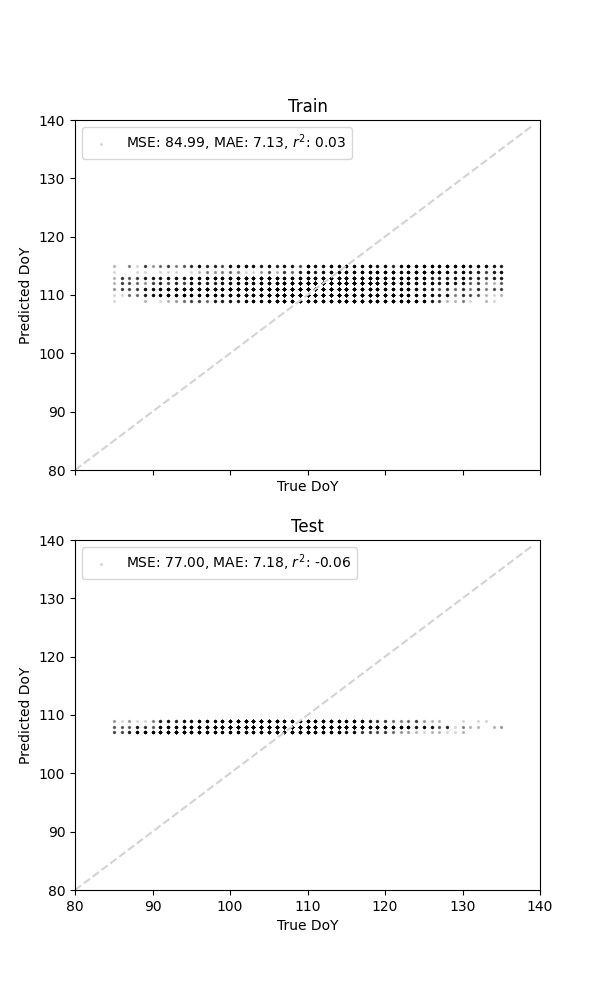 Train
MSE: 84.99, MAE: 7.13, r²: 0.03
140
130
120
110
100
90
80
Predicted DoY
True DoY
Test
MSE: 77.00, MAE: 7.18, r²: -0.06
140
130
120
110
100
90
80
Predicted DoY
80 90 100 110 120 130 140
True DoY